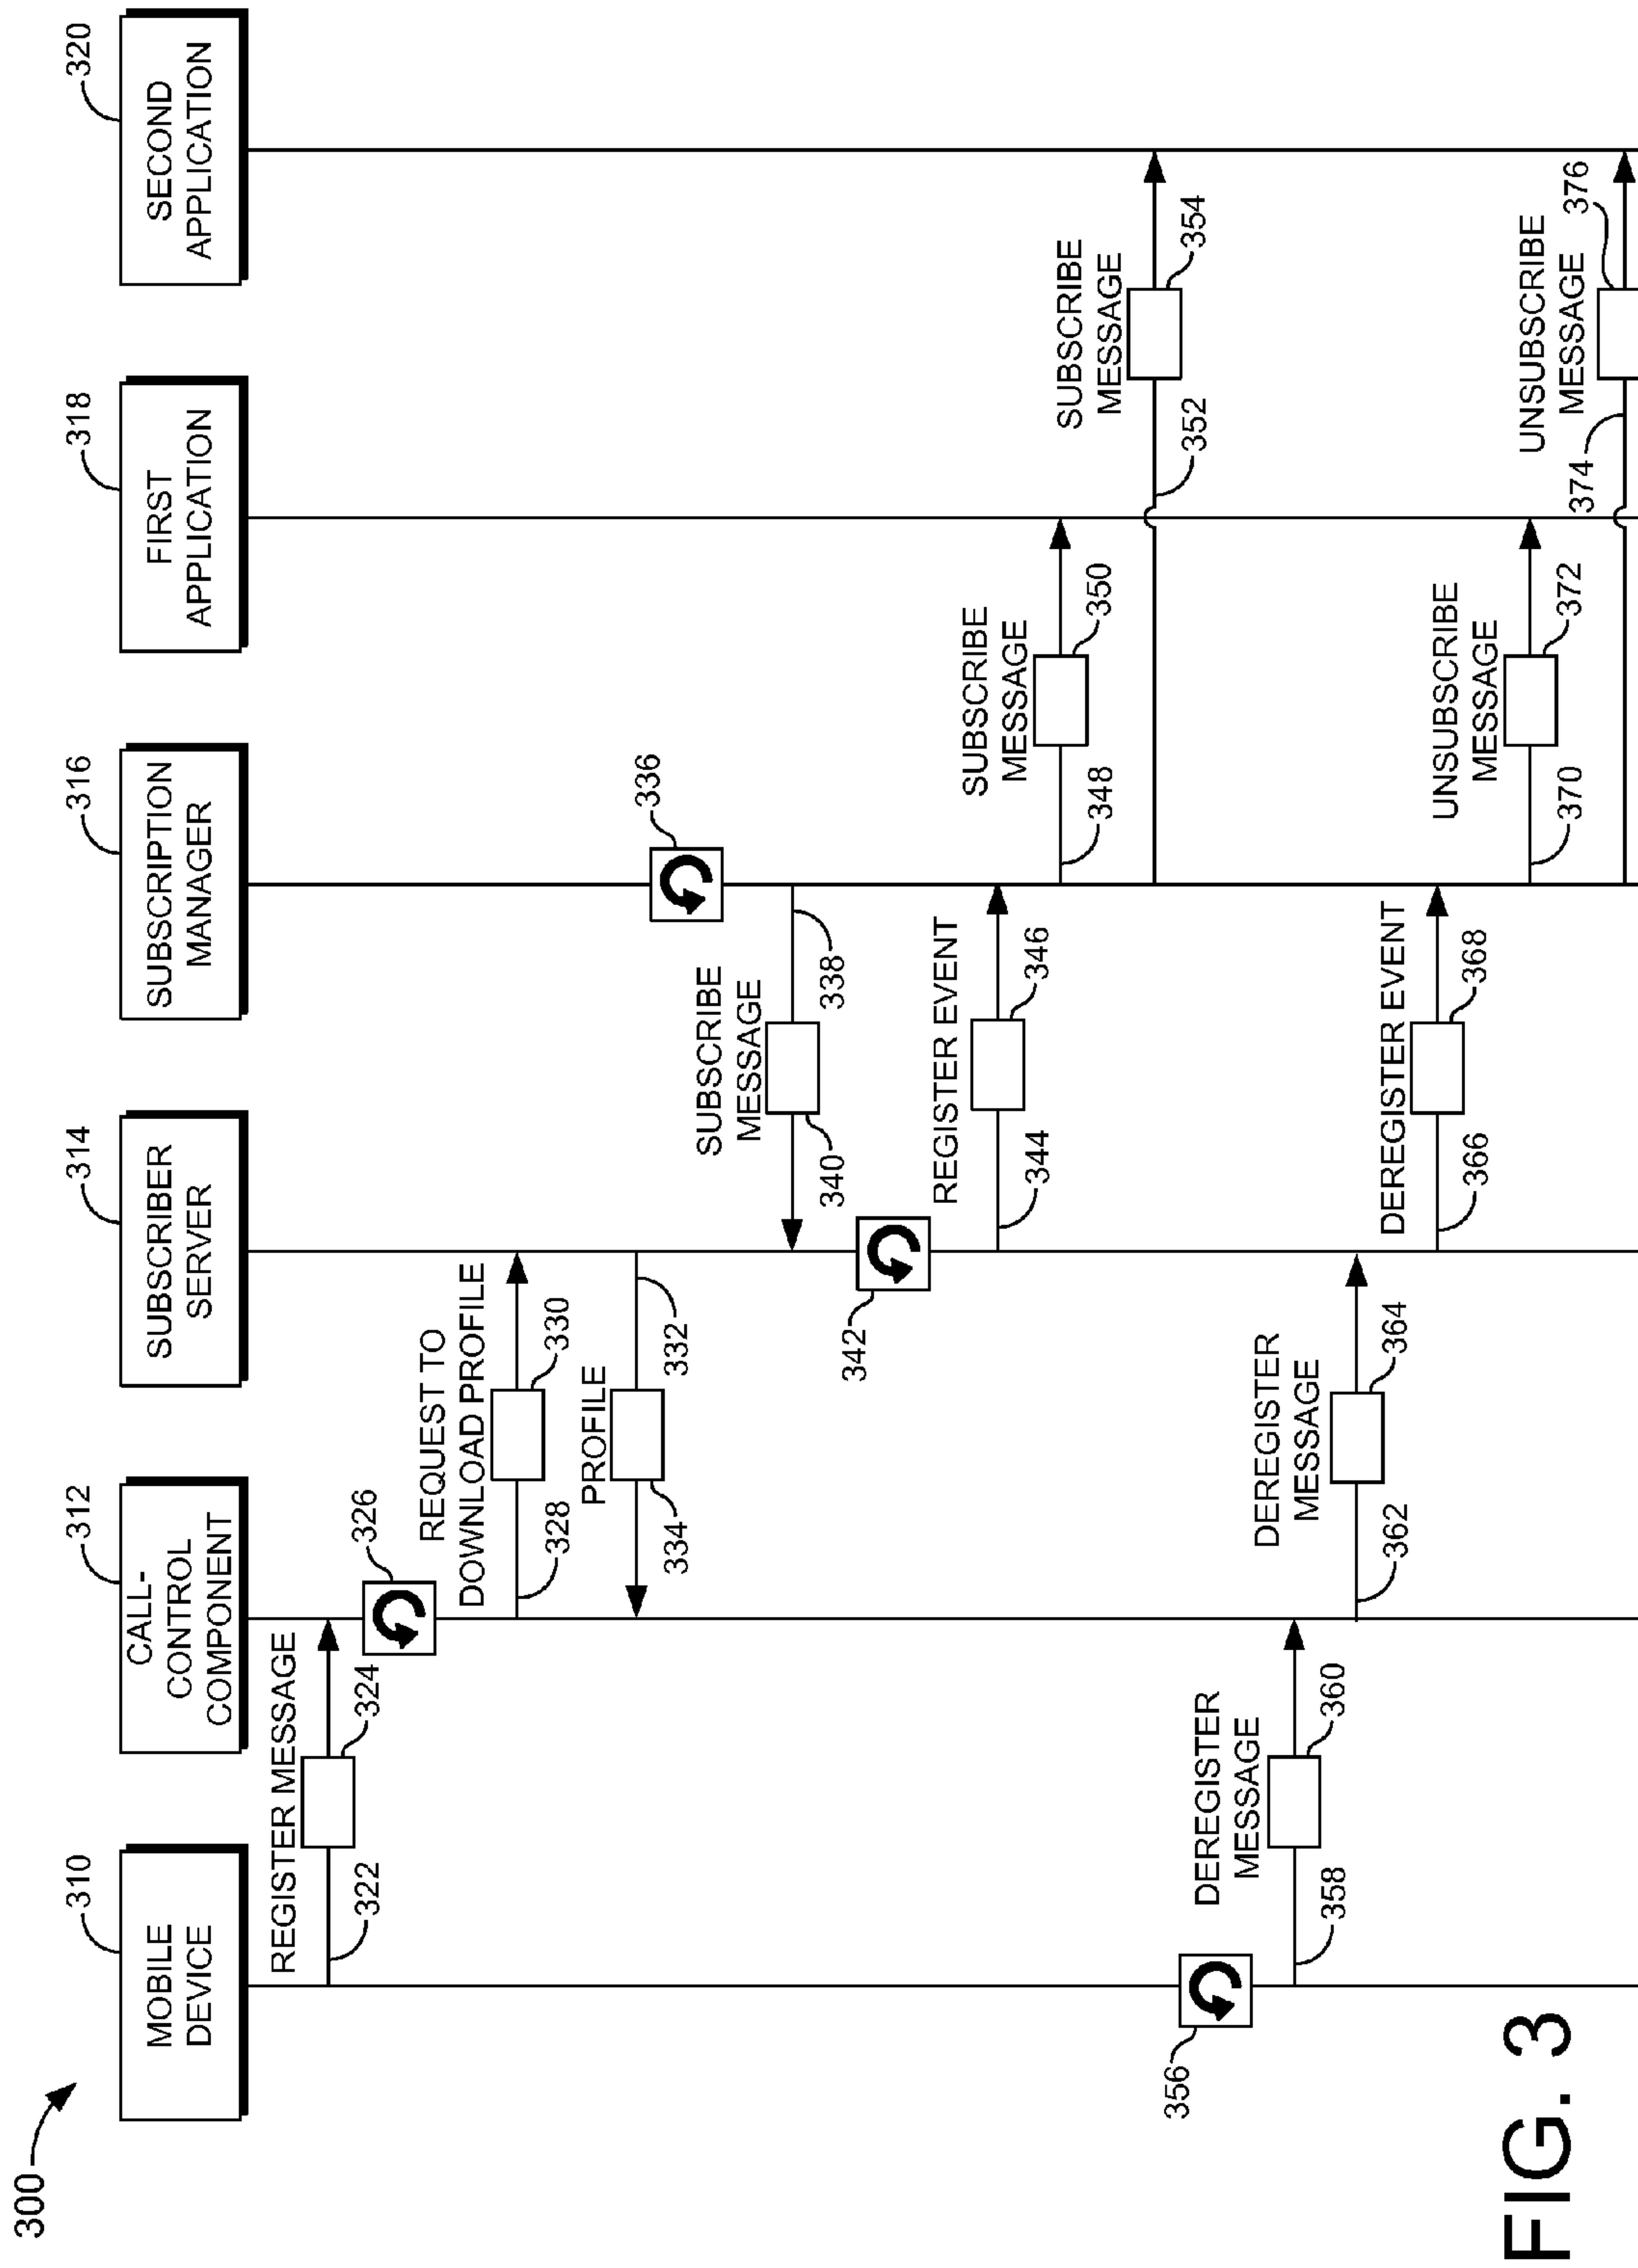 300
310
MOBILE
DEVICE
312
CALL-
CONTROL
COMPONENT
314
SUBSCRIBER
SERVER
316
SUBSCRIPTION
MANAGER
318
FIRST
APPLICATION
320
SECOND
APPLICATION
REGISTER MESSAGE
322
324
326
REQUEST TO
DOWNLOAD PROFILE
328
330
PROFILE
334
332
336
SUBSCRIBE
MESSAGE
340
338
342
REGISTER EVENT
344
346
SUBSCRIBE
MESSAGE
348
350
SUBSCRIBE
MESSAGE
352
354
356
DEREGISTER
MESSAGE
358
360
DEREGISTER
MESSAGE
362
364
DEREGISTER EVENT
366
368
UNSUBSCRIBE
MESSAGE
370
372
UNSUBSCRIBE
MESSAGE
374
376
FIG. 3